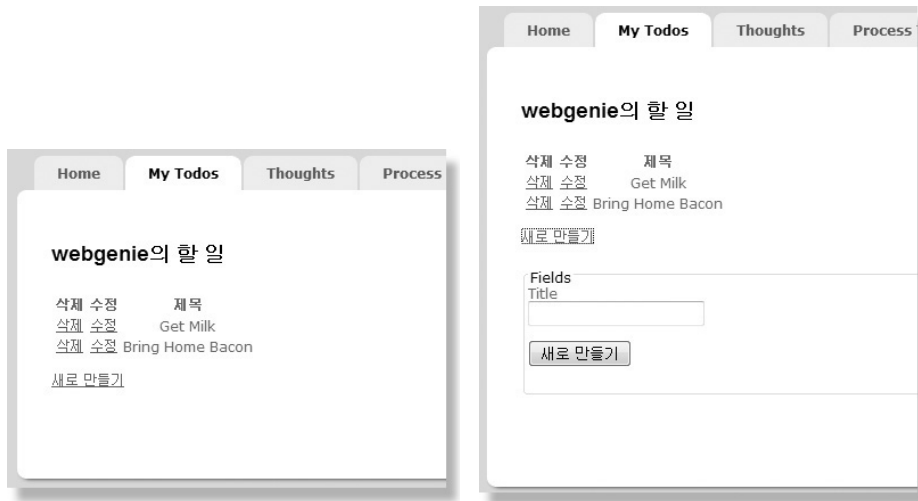 Home My Todos Thoughts Process
webgenie의 할 일
삭제 수정 제목
삭제 수정 Get Milk
삭제 수정 Bring Home Bacon
새로 만들기
Home My Todos Thoughts Process
webgenie의 할 일
삭제 수정 제목
삭제 수정 Get Milk
삭제 수정 Bring Home Bacon
새로 만들기
Fields
Title
새로 만들기